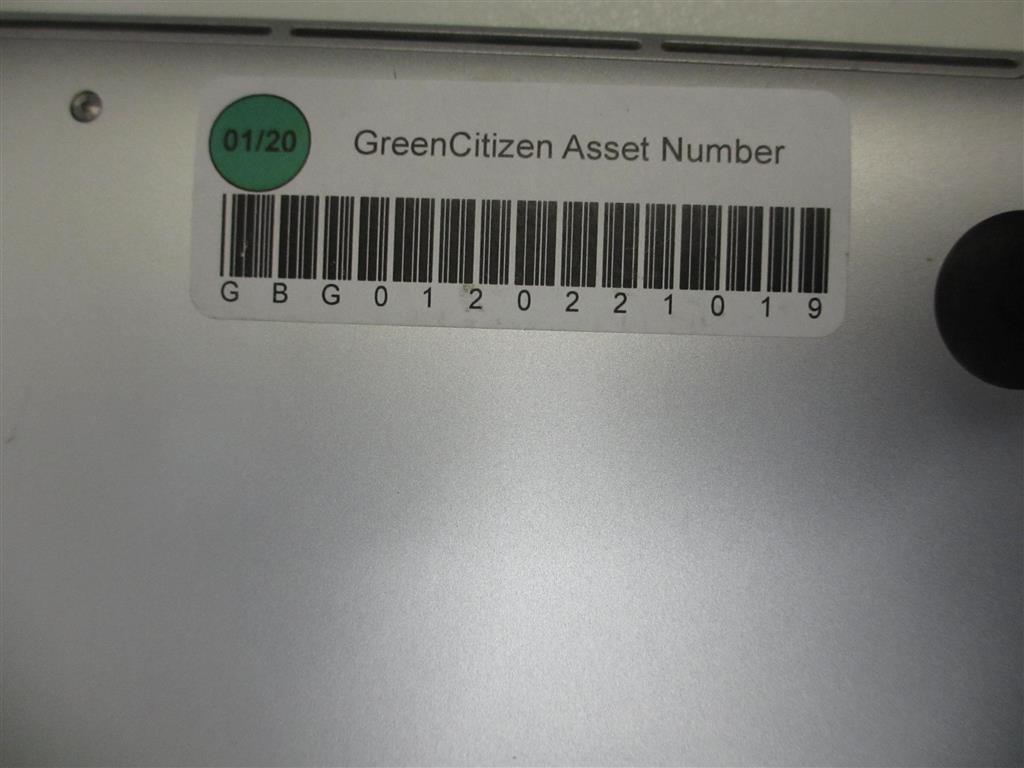 01/20
GreenCitizen Asset Number
G B G 0 1 2 0 2 2 1 0 1 9